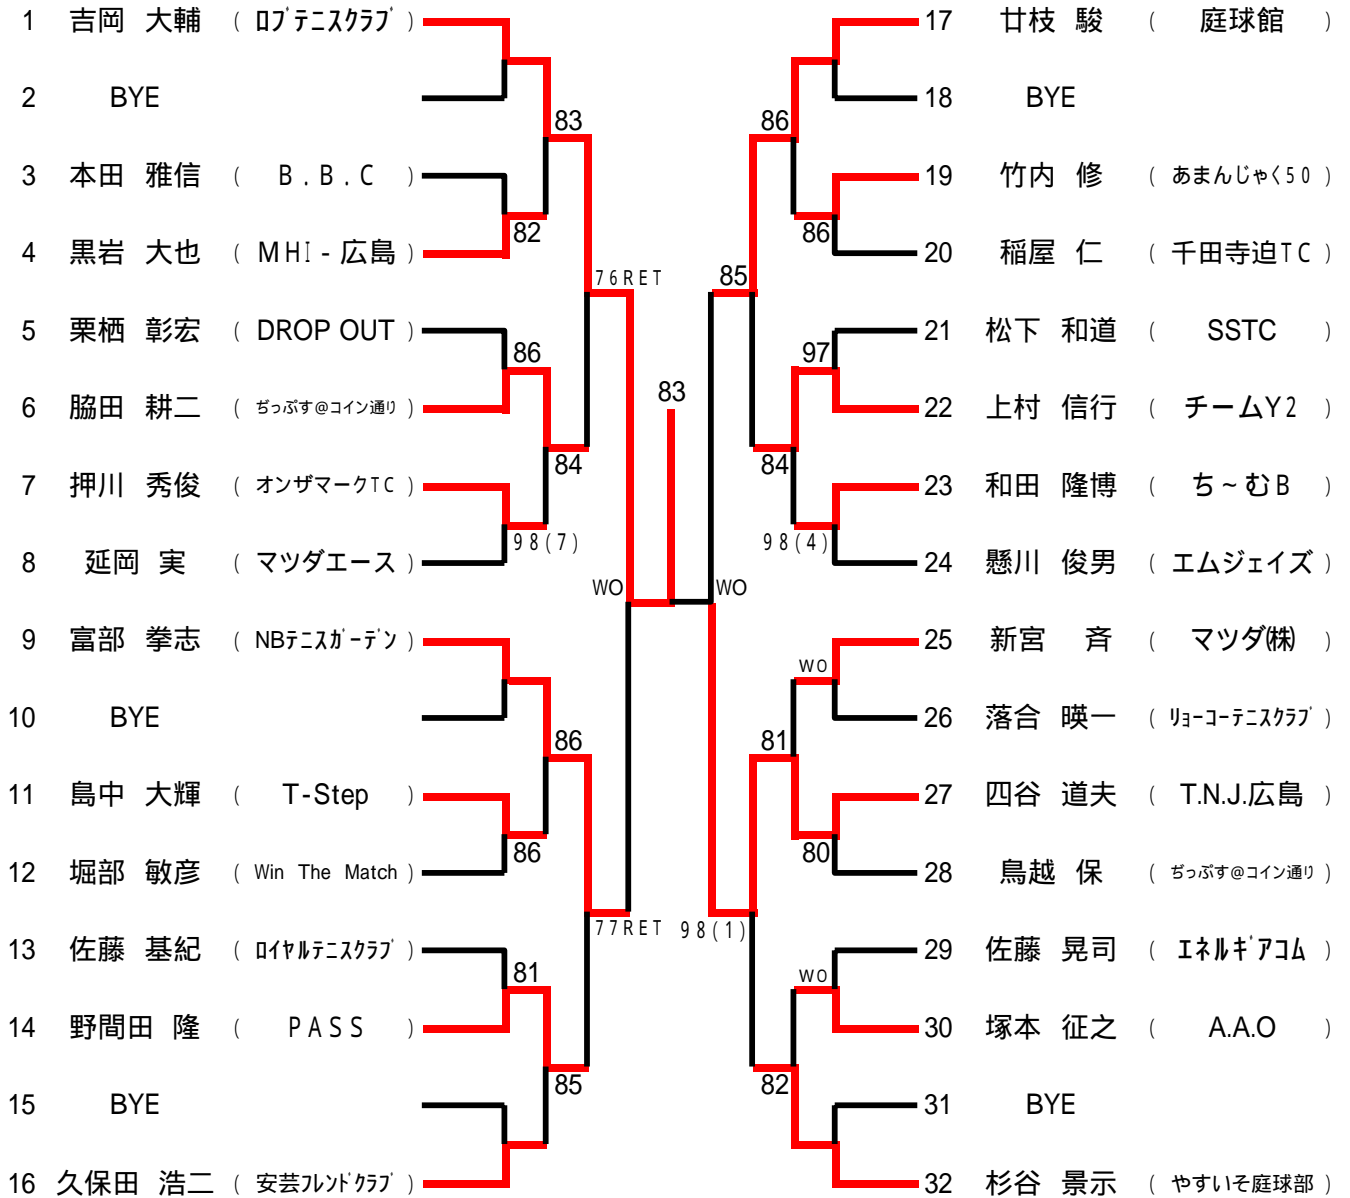 1 吉岡 大輔 ( ロブテニスクラブ )
2 BYE
83
3 本田 雅信 ( B.B.C )
82
4 黒岩 大也 ( MHI-広島 )
76RET
5 栗栖 彰宏 ( DROP OUT )
86
6 脇田 耕二 ( ぢっぷす@コイン通り )
84
7 押川 秀俊 ( オンザマークTC )
98(7)
8 延岡 実 ( マツダエース )
WO
9 富部 拳志 ( NBテニスガーデン )
10 BYE
86
11 島中 大輝 ( T-Step )
86
12 堀部 敏彦 ( Win The Match )
77RET
13 佐藤 基紀 ( ロイヤルテニスクラブ )
81
14 野間田 隆 ( PASS )
85
15 BYE
16 久保田 浩二 ( 安芸フレンドクラブ )
83
17 廿枝 駿 ( 庭球館 )
18 BYE
86
19 竹内 修 ( あまんじゃく50 )
86
20 稲屋 仁 ( 千田寺迫TC )
85
21 松下 和道 ( SSTC )
97
22 上村 信行 ( チームY2 )
84
23 和田 隆博 ( ち~むB )
98(4)
24 懸川 俊男 ( エムジェイズ )
WO
25 新宮 斉 ( マツダ㈱ )
WO
26 落合 暎一 ( リョーコーテニスクラブ )
81
27 四谷 道夫 ( T.N.J.広島 )
80
28 鳥越 保 ( ぢっぷす@コイン通り )
98(1)
29 佐藤 晃司 ( エネルギアコム )
WO
30 塚本 征之 ( A.A.O )
82
31 BYE
32 杉谷 景示 ( やすいそ庭球部 )